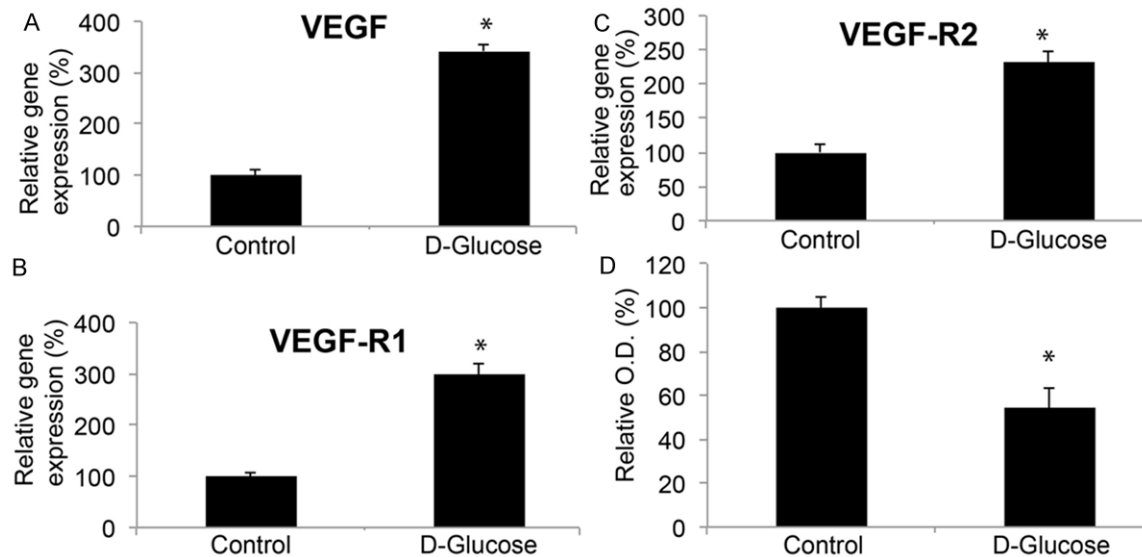 A
VEGF
Relative gene
expression (%)
400
300
200
100
0
*
Control
D-Glucose
B
VEGF-R1
Relative gene
expression (%)
400
300
200
100
0
*
Control
D-Glucose
C
VEGF-R2
Relative gene
expression (%)
300
250
200
150
100
50
0
*
Control
D-Glucose
D
Relative O.D. (%)
120
100
80
60
40
20
0
*
Control
D-Glucose